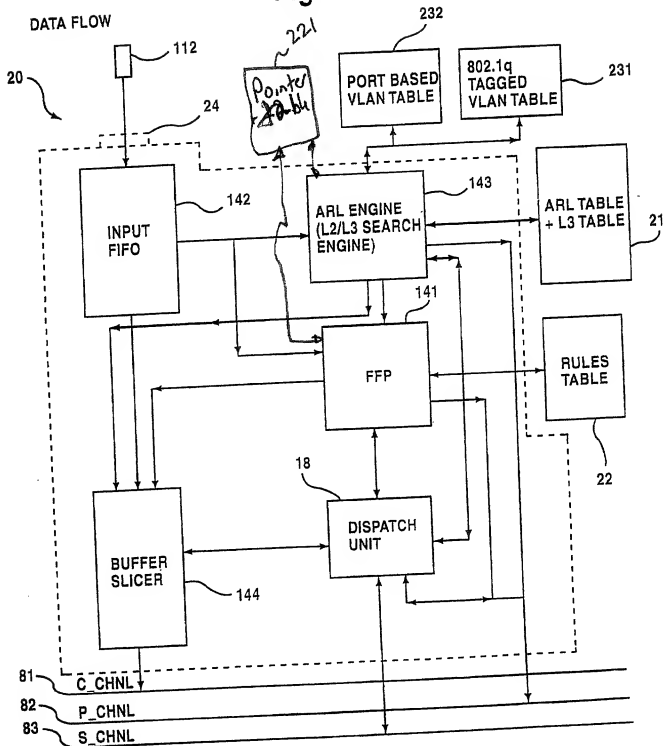 DATA FLOW
112
20
24
221
Pointer
232
PORT BASED
VLAN TABLE
802.1q
TAGGED
VLAN TABLE
231
INPUT
FIFO
142
ARL ENGINE
(L2/L3 SEARCH
ENGINE)
143
ARL TABLE
+ L3 TABLE
21
141
FFP
RULES
TABLE
22
18
DISPATCH
UNIT
BUFFER
SLICER
144
81
C_CHNL
82
P_CHNL
83
S_CHNL